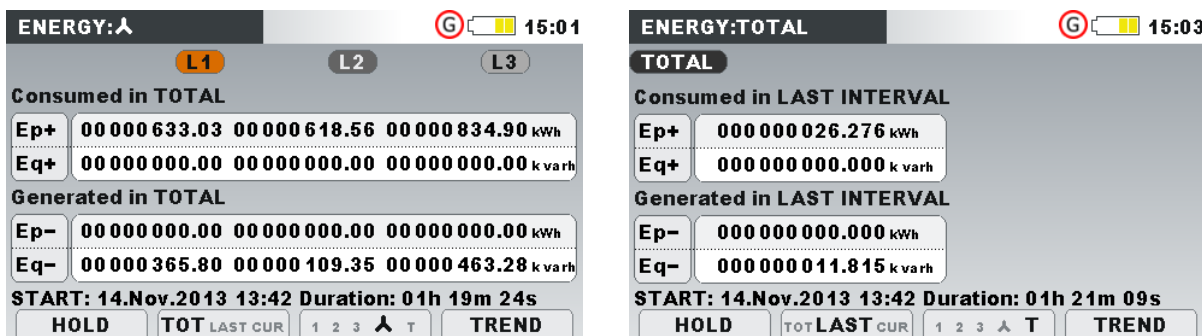 ENERGY: G 15:01
L1 L2 L3
Consumed in TOTAL
Ep+ 00000633.03 00000618.56 00000834.90 kWh
Eq+ 00000000.00 00000000.00 00000000.00 k varh
Generated in TOTAL
Ep- 00000000.00 00000000.00 00000000.00 kWh
Eq- 00000365.80 00000109.35 00000463.28 k varh
START: 14.Nov.2013 13:42 Duration: 01h 19m 24s
HOLD TOT LAST CUR 1 2 3 T TREND
ENERGY:TOTAL G 15:03
TOTAL
Consumed in LAST INTERVAL
Ep+ 000000026.276 kWh
Eq+ 000000000.000 k varh
Generated in LAST INTERVAL
Ep- 000000000.000 kWh
Eq- 000000011.815 k varh
START: 14.Nov.2013 13:42 Duration: 01h 21m 09s
HOLD TOT LAST CUR 1 2 3 T TREND